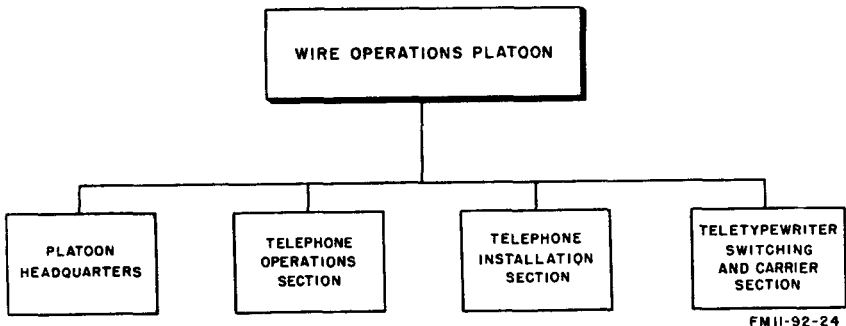 WIRE OPERATIONS PLATOON
PLATOON
HEADQUARTERS
TELEPHONE
OPERATIONS
SECTION
TELEPHONE
INSTALLATION
SECTION
TELETYPEWRITER
SWITCHING
AND CARRIER
SECTION
FM11-92-24